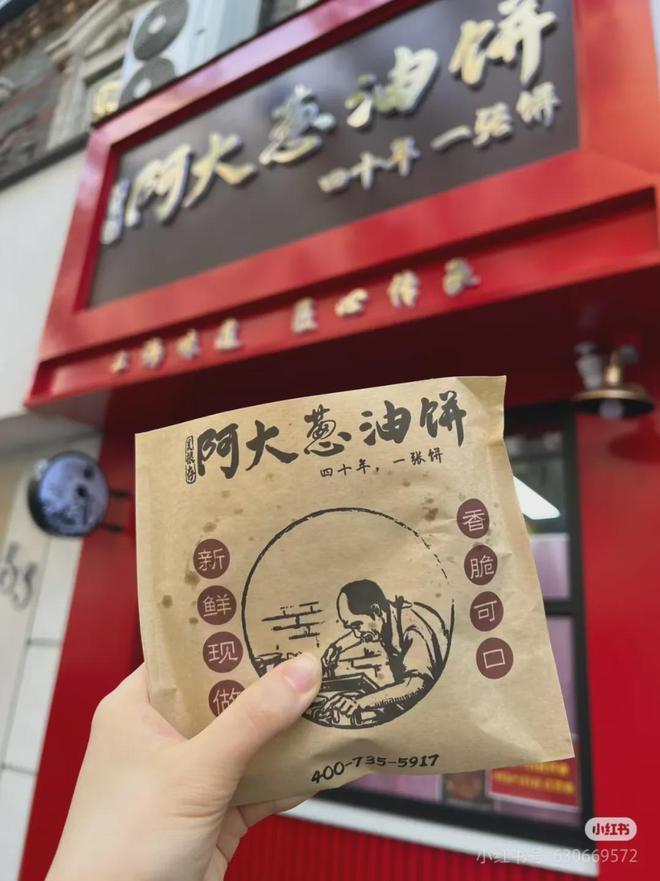 阿大葱油饼
四十年 一张饼
上海味道 匠心传承
阿大葱油饼
四十年，一张饼
新鲜现做
香脆可口
400-735-5917
小红书
小红书号 630669572